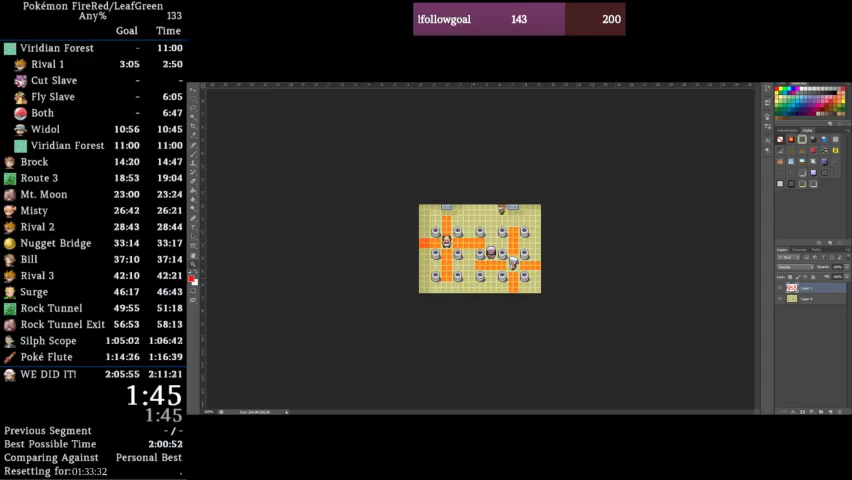 Pokémon FireRed/LeafGreen
Any% 133
Goal Time
Viridian Forest - 11:00
Rival 1 3:05 2:50
Cut Slave - -
Fly Slave - 6:05
Both - 6:47
Widol 10:56 10:45
Viridian Forest 11:00 11:00
Brock 14:20 14:47
Route 3 18:53 19:04
Mt. Moon 23:00 23:24
Misty 26:42 26:21
Rival 2 28:43 28:44
Nugget Bridge 33:14 33:17
Bill 37:10 37:14
Rival 3 42:10 42:21
Surge 46:17 46:43
Rock Tunnel 49:55 51:18
Rock Tunnel Exit 56:53 58:13
Silph Scope 1:05:02 1:06:42
Poké Flute 1:14:26 1:16:39
WE DID IT! 2:05:55 2:11:21
1:45
1:45
Previous Segment - / -
Best Possible Time 2:00:52
Comparing Against Personal Best
Resetting for:01:33:32 .
!followgoal 143 200